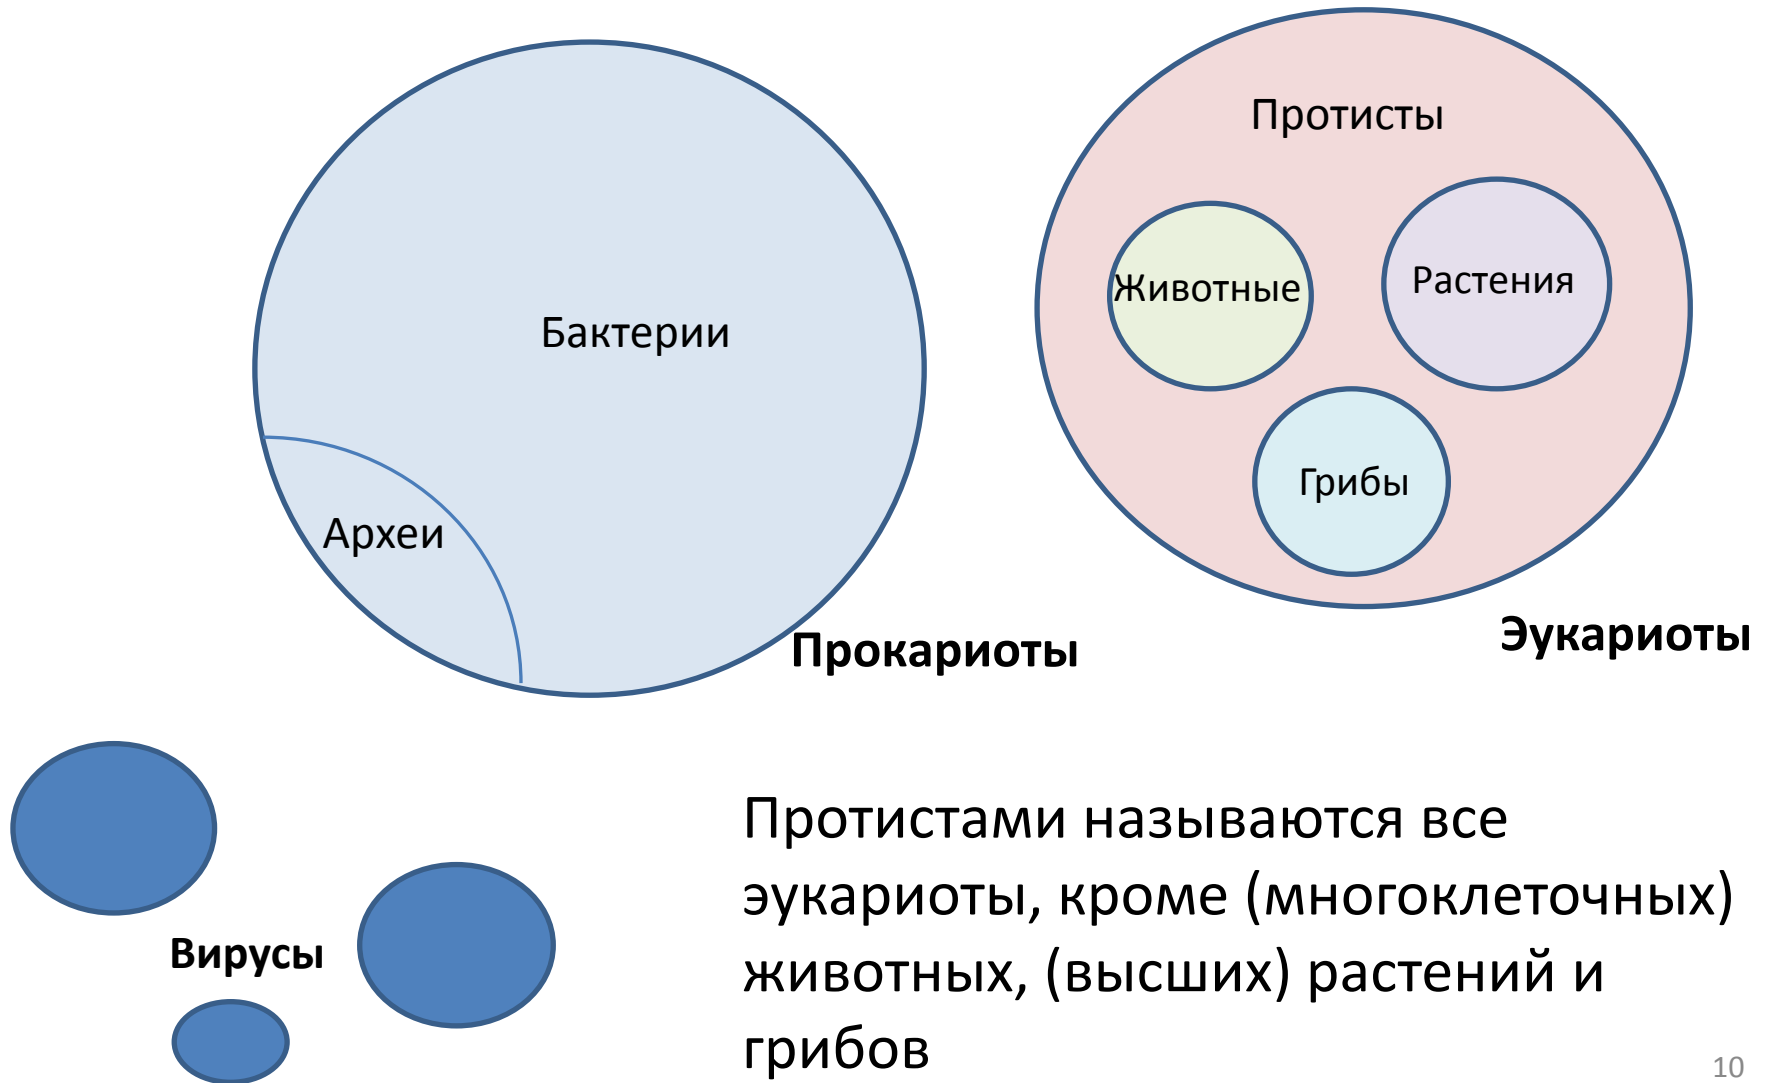 Протисты
Животные
Растения
Бактерии
Грибы
Археи
Прокариоты
Эукариоты
Вирусы
Протистами называются все
эукариоты, кроме (многоклеточных)
животных, (высших) растений и
грибов
10